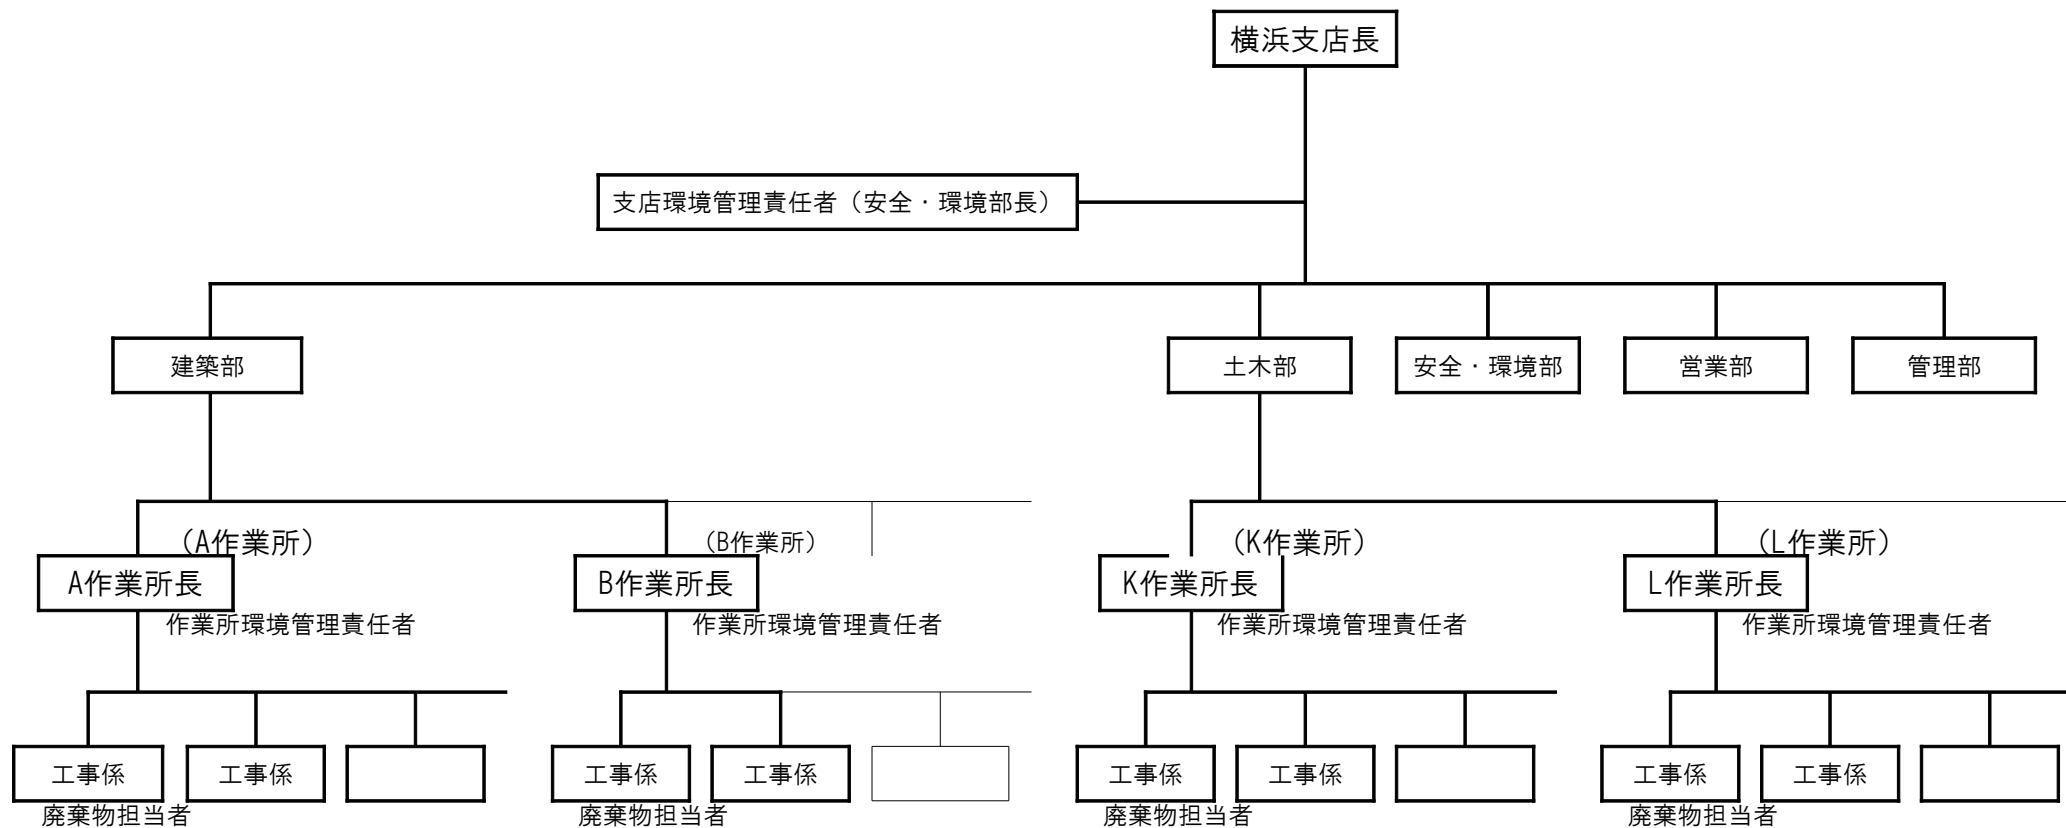 横浜支店長
支店環境管理責任者（安全・環境部長）
建築部
土木部
安全・環境部
営業部
管理部
（A作業所）
（B作業所）
（K作業所）
（L作業所）
A作業所長
B作業所長
K作業所長
L作業所長
作業所環境管理責任者
作業所環境管理責任者
作業所環境管理責任者
作業所環境管理責任者
工事係
工事係
工事係
工事係
工事係
工事係
工事係
工事係
廃棄物担当者
廃棄物担当者
廃棄物担当者
廃棄物担当者